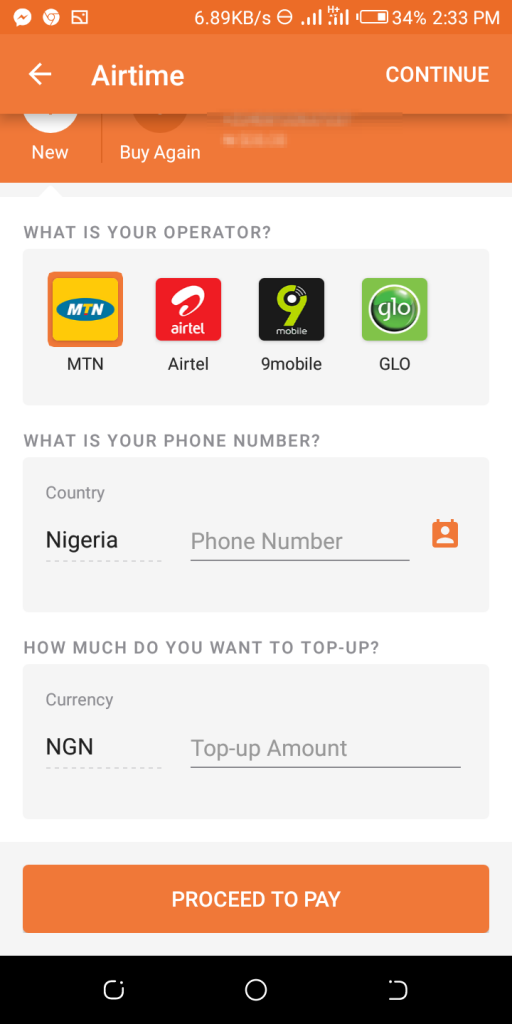 6.89KB/s H+ 34% 2:33 PM
Airtime CONTINUE
New Buy Again
WHAT IS YOUR OPERATOR?
MTN airtel 9 mobile glo
MTN Airtel 9mobile GLO
WHAT IS YOUR PHONE NUMBER?
Country
Nigeria Phone Number
HOW MUCH DO YOU WANT TO TOP-UP?
Currency
NGN Top-up Amount
PROCEED TO PAY